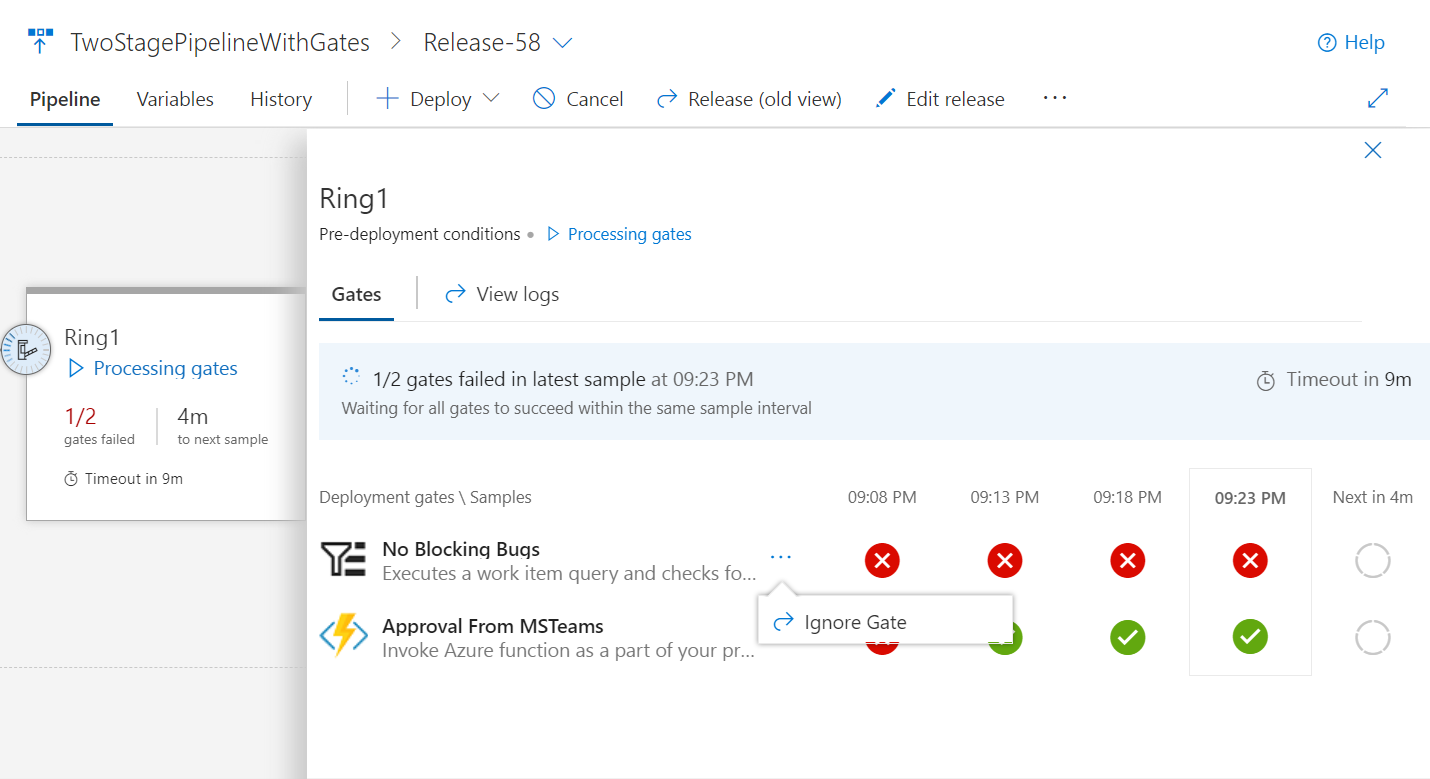 TwoStagePipelineWithGates > Release-58
Help
Pipeline Variables History Deploy Cancel Release (old view) Edit release ...
Ring1
Processing gates
1/2 4m
gates failed to next sample
Timeout in 9m
Ring1
Pre-deployment conditions • Processing gates
Gates View logs
1/2 gates failed in latest sample at 09:23 PM
Timeout in 9m
Waiting for all gates to succeed within the same sample interval
Deployment gates \ Samples 09:08 PM 09:13 PM 09:18 PM 09:23 PM Next in 4m
No Blocking Bugs
Executes a work item query and checks fo...
...
Ignore Gate
Approval From MSTeams
Invoke Azure function as a part of your pr...